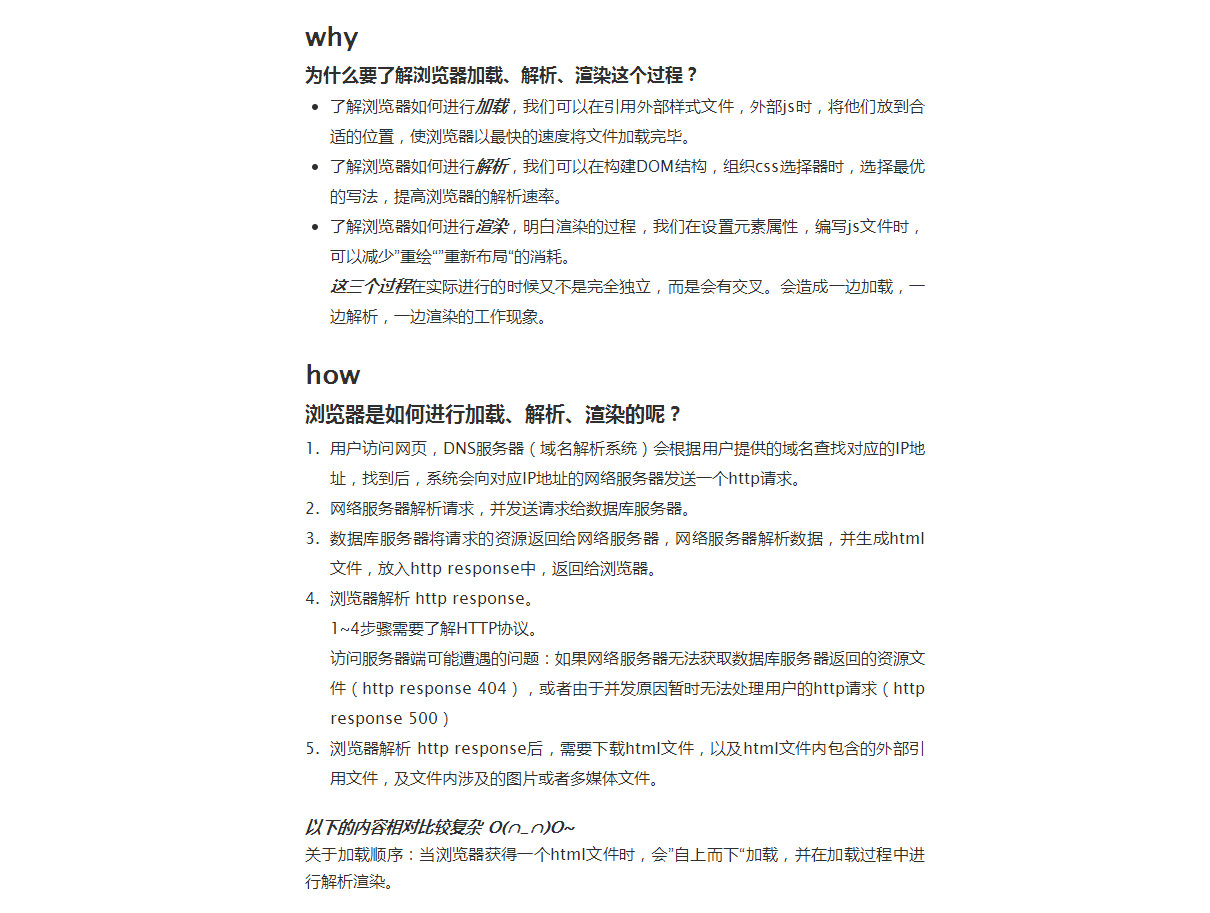 why
为什么要了解浏览器加载、解析、渲染这个过程？
了解浏览器如何进行加载，我们可以在引用外部样式文件，外部js时，将他们放到合
适的位置，使浏览器以最快的速度将文件加载完毕。
了解浏览器如何进行解析，我们可以在构建DOM结构，组织css选择器时，选择最优
的写法，提高浏览器的解析速率。
了解浏览器如何进行渲染，明白渲染的过程，我们在设置元素属性，编写js文件时，
可以减少”重绘“”重新布局“的消耗。
这三个过程在实际进行的时候又不是完全独立，而是会有交叉。会造成一边加载，一
边解析，一边渲染的工作现象。
how
浏览器是如何进行加载、解析、渲染的呢？
1. 用户访问网页，DNS服务器（域名解析系统）会根据用户提供的域名查找对应的IP地
址，找到后，系统会向对应IP地址的网络服务器发送一个http请求。
2. 网络服务器解析请求，并发送请求给数据库服务器。
3. 数据库服务器将请求的资源返回给网络服务器，网络服务器解析数据，并生成html
文件，放入http response中，返回给浏览器。
4. 浏览器解析 http response。
1~4步骤需要了解HTTP协议。
访问服务器端可能遭遇的问题：如果网络服务器无法获取数据库服务器返回的资源文
件（http response 404），或者由于并发原因暂时无法处理用户的http请求（http
response 500）
5. 浏览器解析 http response后，需要下载html文件，以及html文件内包含的外部引
用文件，及文件内涉及的图片或者多媒体文件。
以下的内容相对比较复杂 O(∩_∩)O~
关于加载顺序：当浏览器获得一个html文件时，会”自上而下“加载，并在加载过程中进
行解析渲染。